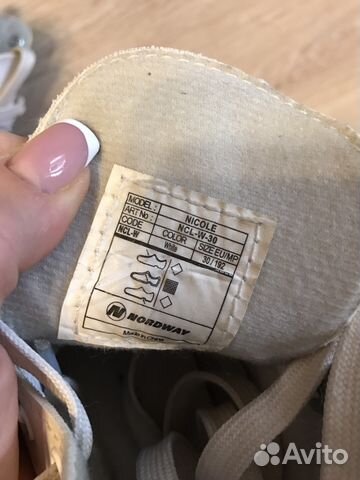 MODEL: NICOLE
ART No: NCL-W-30
CODE COLOR SIZE EU/MP
NCL-W White 30 / 192
NORDWAY
Made in China
Avito